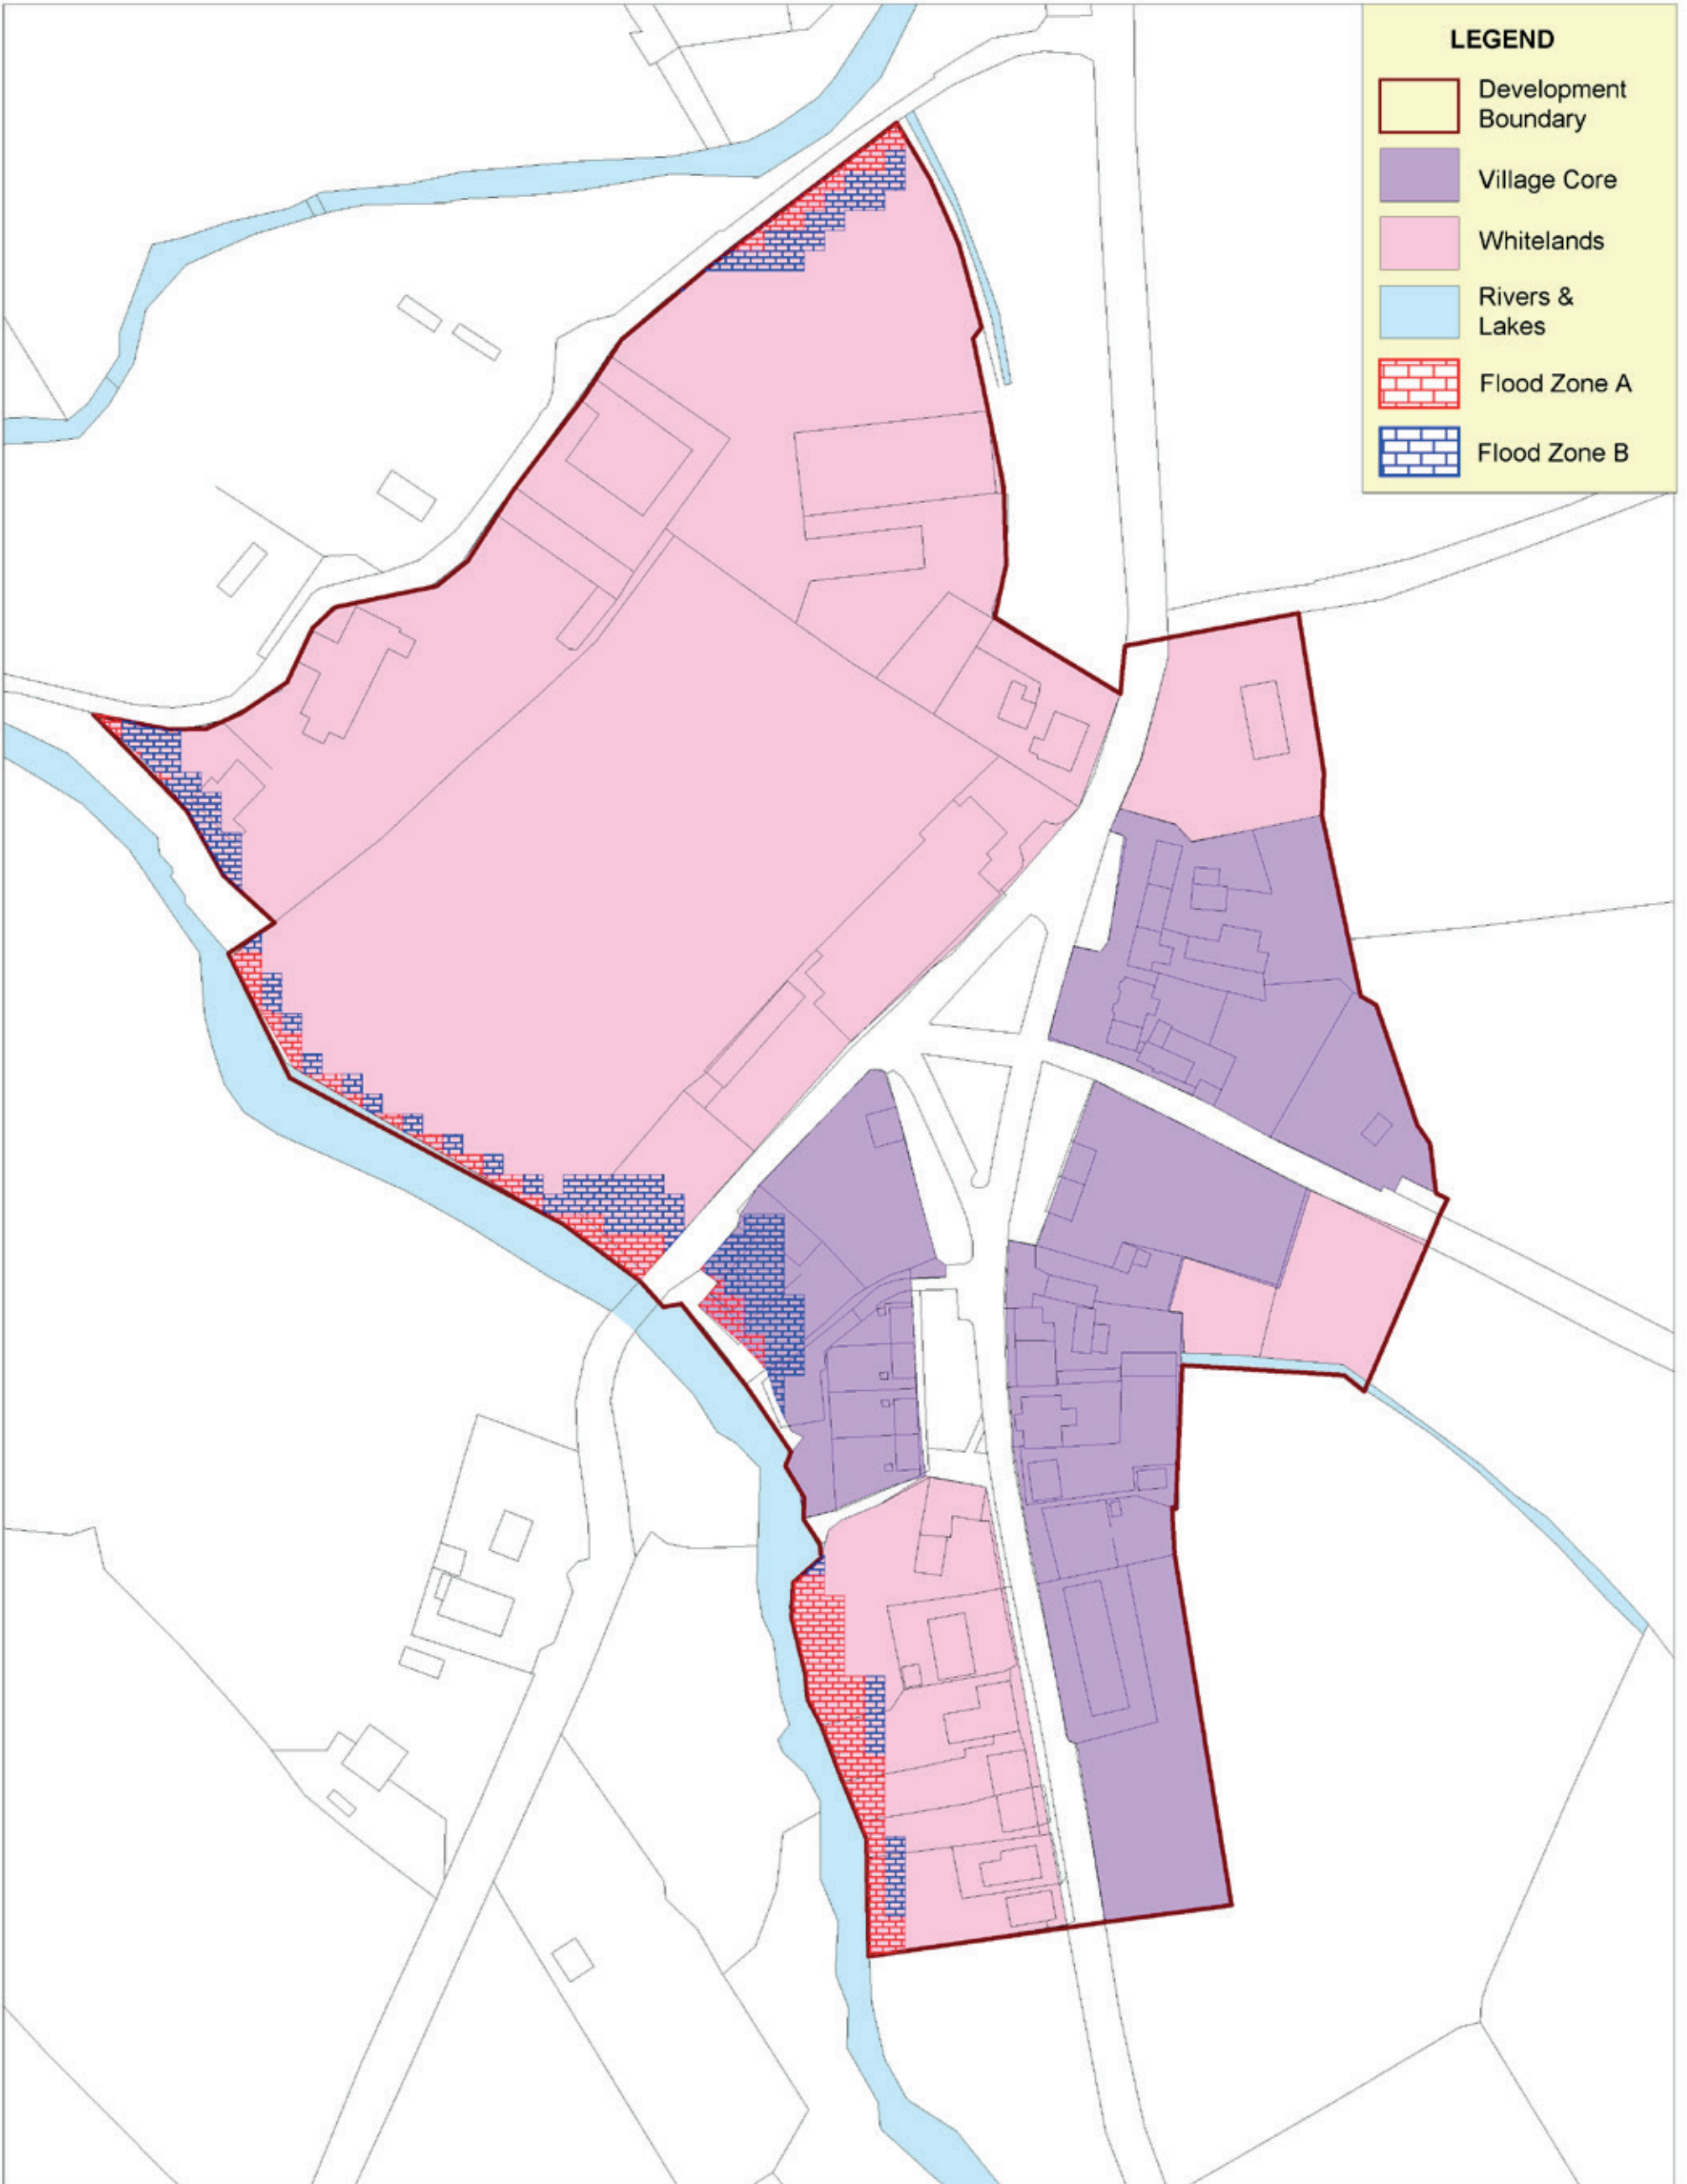 LEGEND
Development
Boundary
Village Core
Whitelands
Rivers &
Lakes
Flood Zone A
Flood Zone B